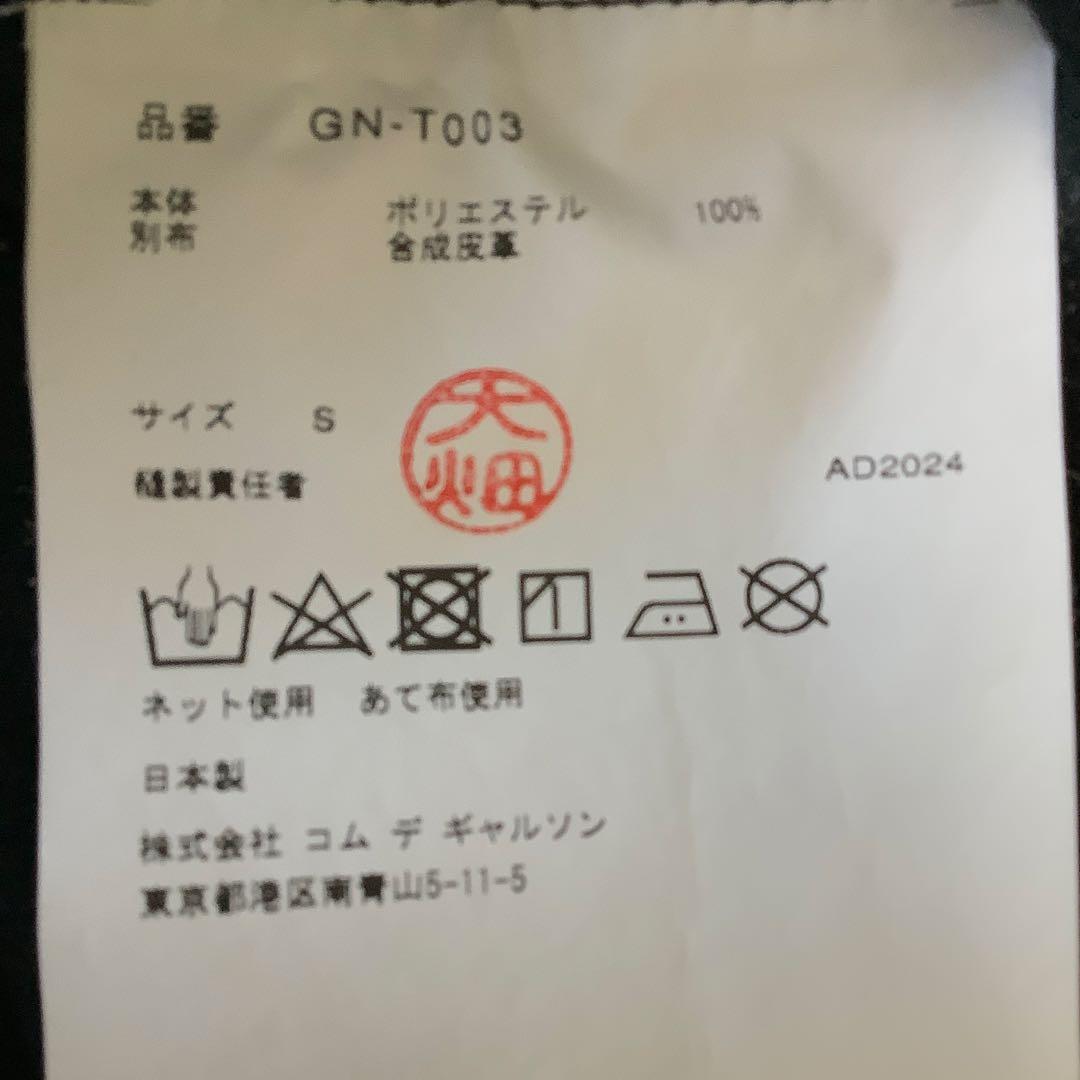 品番 GN-T003
本体 ポリエステル 100%
別布 合成皮革
サイズ S
大畑
縫製責任者
AD2024
ネット使用 あて布使用
日本製
株式会社 コム デ ギャルソン
東京都港区南青山5-11-5